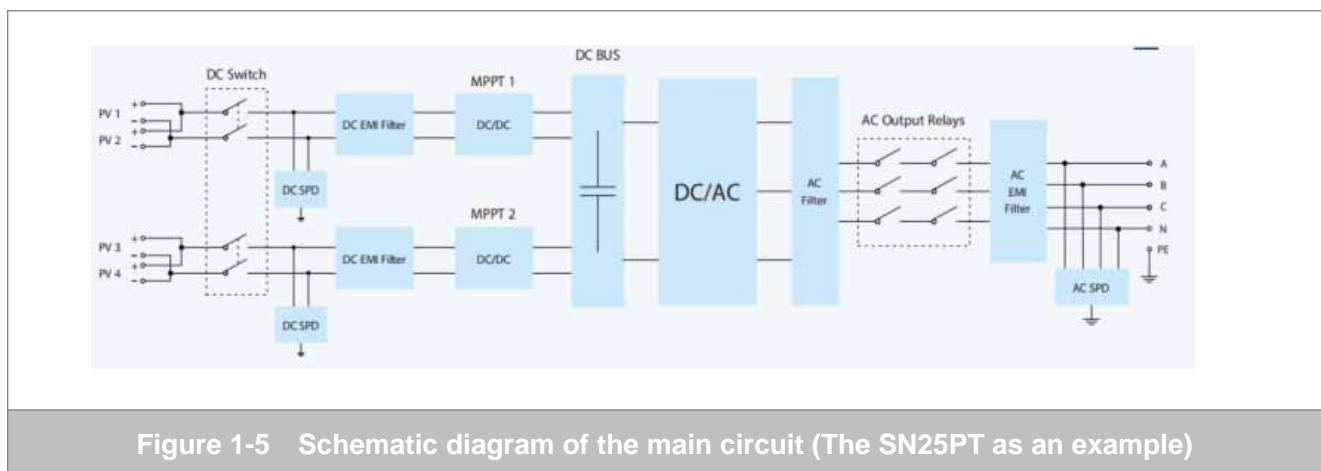 DC BUS
DC Switch
MPPT 1
PV 1
+
-
+
-
PV 2
DC EMI Filter
DC/DC
DC SPD
AC Output Relays
DC/AC
AC
Filter
AC
EMI
Filter
A
B
C
N
PE
MPPT 2
PV 3
+
-
+
-
PV 4
DC EMI Filter
DC/DC
DC SPD
AC SPD
Figure 1-5 Schematic diagram of the main circuit (The SN25PT as an example)